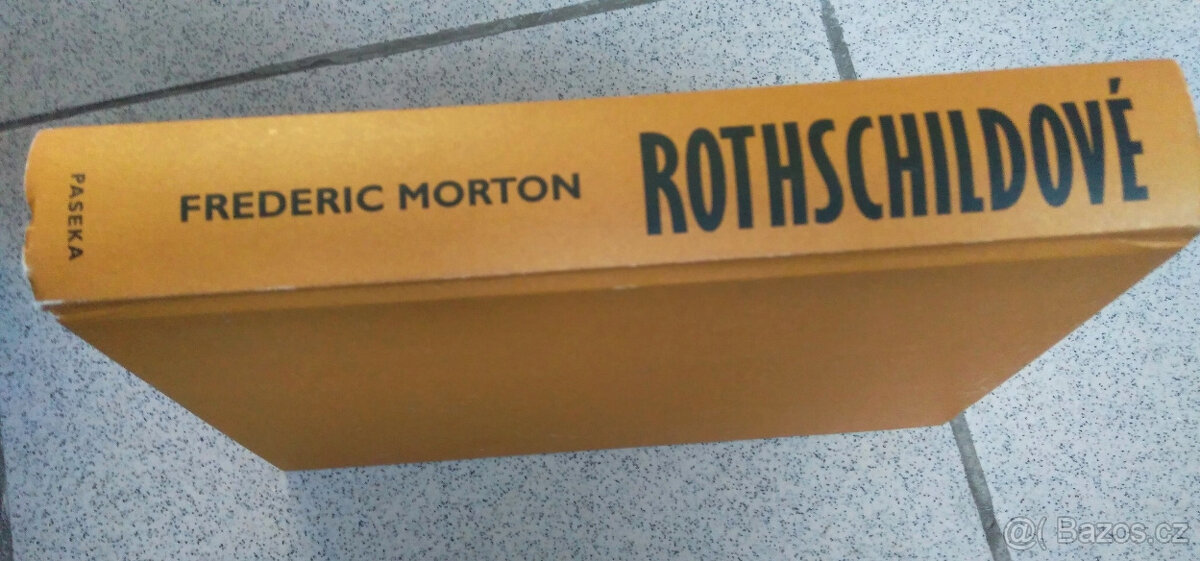 PASEKA
FREDERIC MORTON
ROTHSCHILDOVÉ
@( Bazos.cz